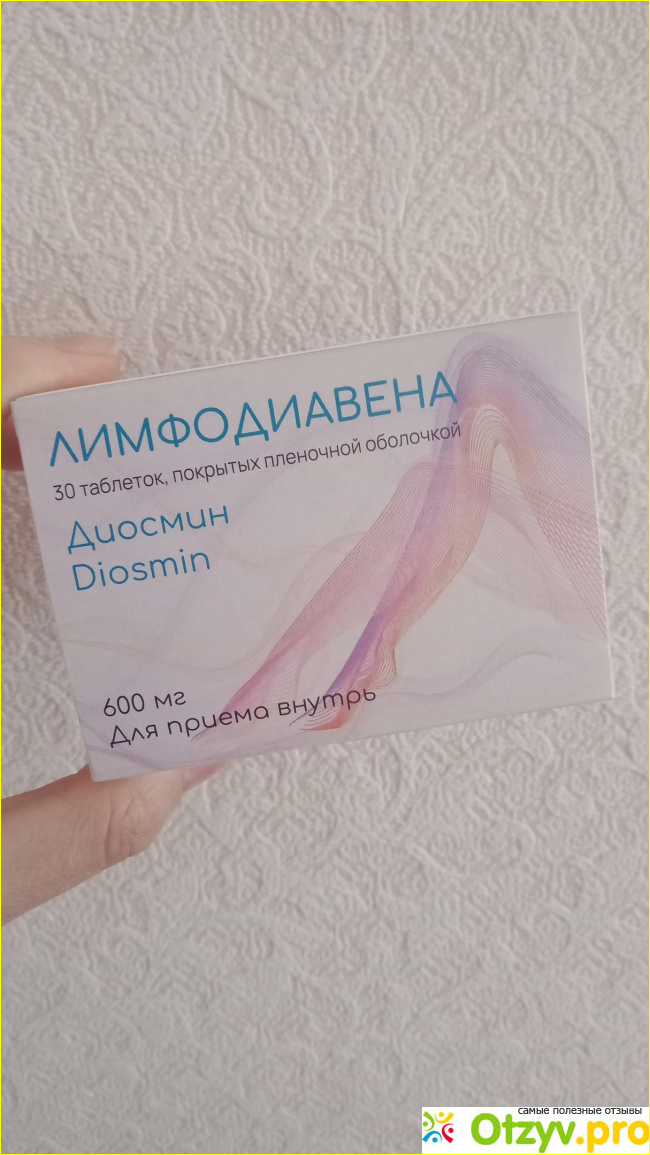 ЛИМФОДИАВЕНА
30 таблеток, покрытых пленочной оболочкой
Диосмин
Diosmin
600 мг
Для приема внутрь
самые полезные отзывы
Otzyv.pro